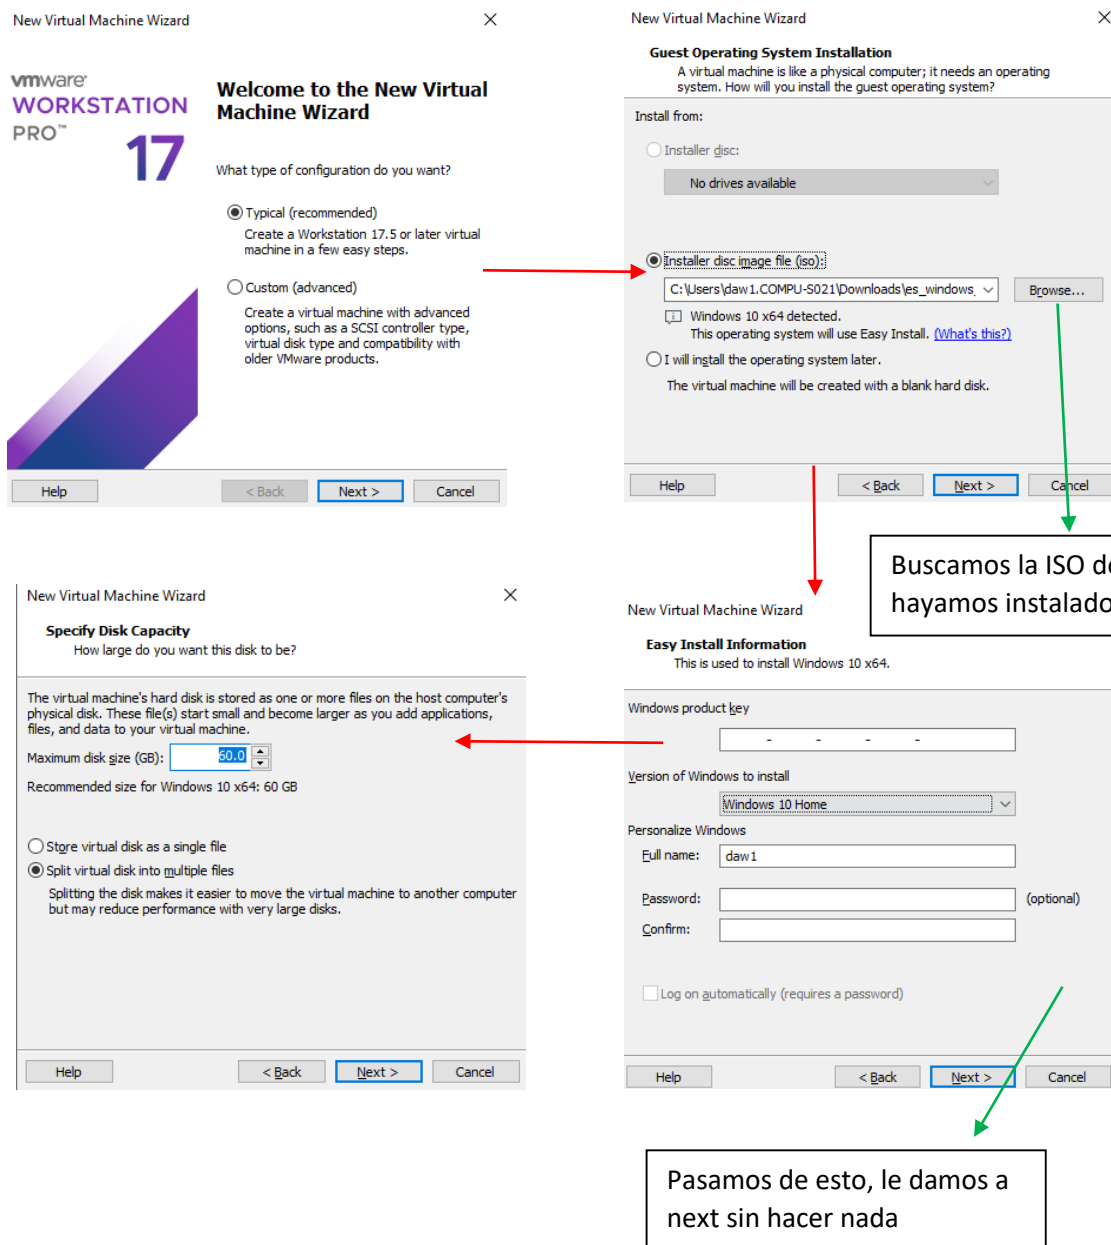 New Virtual Machine Wizard
vmware
WORKSTATION
PRO™
17
Welcome to the New Virtual
Machine Wizard
What type of configuration do you want?
Typical (recommended)
Create a Workstation 17.5 or later virtual
machine in a few easy steps.
Custom (advanced)
Create a virtual machine with advanced
options, such as a SCSI controller type,
virtual disk type and compatibility with
older VMware products.
Help
< Back
Next >
Cancel
New Virtual Machine Wizard
Guest Operating System Installation
A virtual machine is like a physical computer; it needs an operating
system. How will you install the guest operating system?
Install from:
Installer disc:
No drives available
Installer disc image file (iso):
C:\Users\daw1.COMPU-S021\Downloads\es_windows_
Browse...
Windows 10 x64 detected.
This operating system will use Easy Install. (What's this?)
I will install the operating system later.
The virtual machine will be created with a blank hard disk.
Help
< Back
Next >
Cancel
Buscamos la ISO de
hayamos instalado
New Virtual Machine Wizard
Easy Install Information
This is used to install Windows 10 x64.
Windows product key
- - - -
Version of Windows to install
Windows 10 Home
Personalize Windows
Full name:
daw1
Password:
(optional)
Confirm:
Log on automatically (requires a password)
Help
< Back
Next >
Cancel
Pasamos de esto, le damos a
next sin hacer nada
New Virtual Machine Wizard
Specify Disk Capacity
How large do you want this disk to be?
The virtual machine's hard disk is stored as one or more files on the host computer's
physical disk. These file(s) start small and become larger as you add applications,
files, and data to your virtual machine.
Maximum disk size (GB):
60.0
Recommended size for Windows 10 x64: 60 GB
Store virtual disk as a single file
Split virtual disk into multiple files
Splitting the disk makes it easier to move the virtual machine to another computer
but may reduce performance with very large disks.
Help
< Back
Next >
Cancel